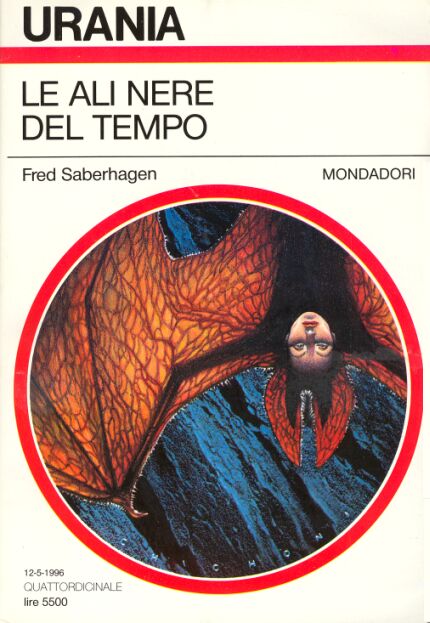 URANIA
LE ALI NERE
DEL TEMPO
Fred Saberhagen
MONDADORI
12-5-1996
QUATTORDICINALE
lire 5500